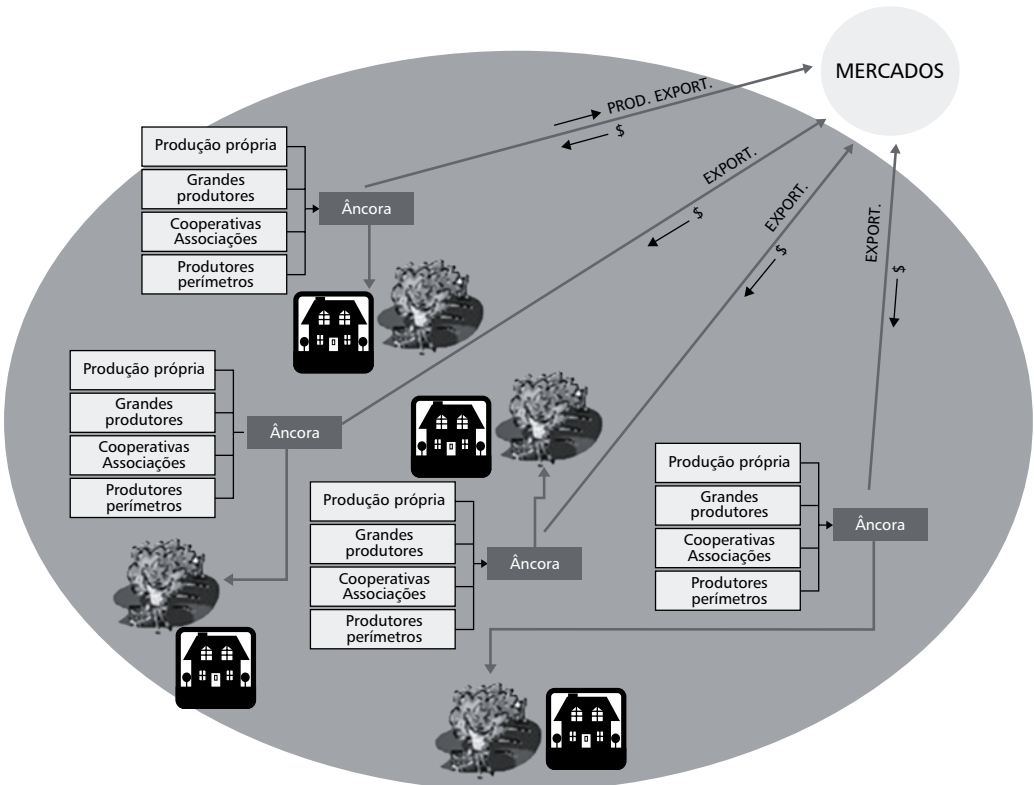 MERCADOS
PROD. EXPORT.
$
Produção própria
Grandes
produtores
Cooperativas
Associações
Produtores
perímetros
Âncora
EXPORT.
$
EXPORT.
$
EXPORT.
$
Produção própria
Grandes
produtores
Cooperativas
Associações
Produtores
perímetros
Âncora
Produção própria
Grandes
produtores
Cooperativas
Associações
Produtores
perímetros
Âncora
Produção própria
Grandes
produtores
Cooperativas
Associações
Produtores
perímetros
Âncora